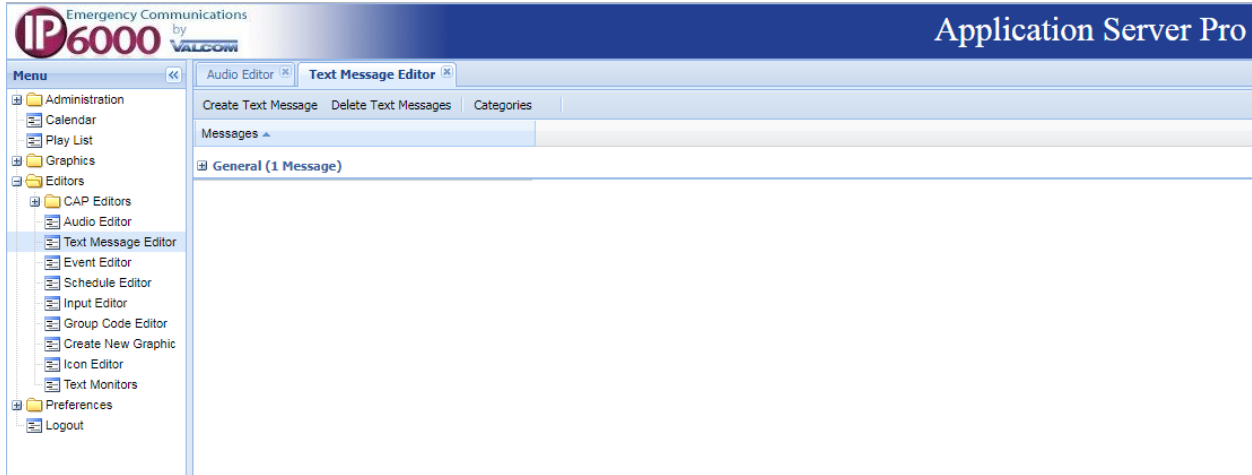 Emergency Communications
IP6000 by VALCOM
Application Server Pro
Menu
Administration
Calendar
Play List
Graphics
Editors
CAP Editors
Audio Editor
Text Message Editor
Event Editor
Schedule Editor
Input Editor
Group Code Editor
Create New Graphic
Icon Editor
Text Monitors
Preferences
Logout
Audio Editor Text Message Editor
Create Text Message Delete Text Messages Categories
Messages
General (1 Message)